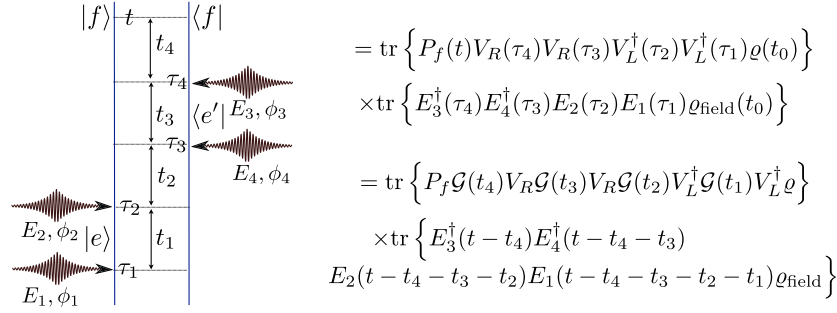 |f⟩ t ⟨f|
t₄
τ₄
E₃, ϕ₃
t₃
⟨e′|
τ₃
E₄, ϕ₄
t₂
τ₂
E₂, ϕ₂
|e⟩
t₁
τ₁
E₁, ϕ₁
= tr {P_f(t)V_R(τ₄)V_R(τ₃)V_L^†(τ₂)V_L^†(τ₁)ϱ(t₀)}
×tr {E₃^†(τ₄)E₄^†(τ₃)E₂(τ₂)E₁(τ₁)ϱ_field(t₀)}
= tr {P_f 𝒢(t₄)V_R 𝒢(t₃)V_R 𝒢(t₂)V_L^† 𝒢(t₁)V_L^† ϱ}
×tr {E₃^†(t − t₄)E₄^†(t − t₄ − t₃)
E₂(t − t₄ − t₃ − t₂)E₁(t − t₄ − t₃ − t₂ − t₁)ϱ_field}